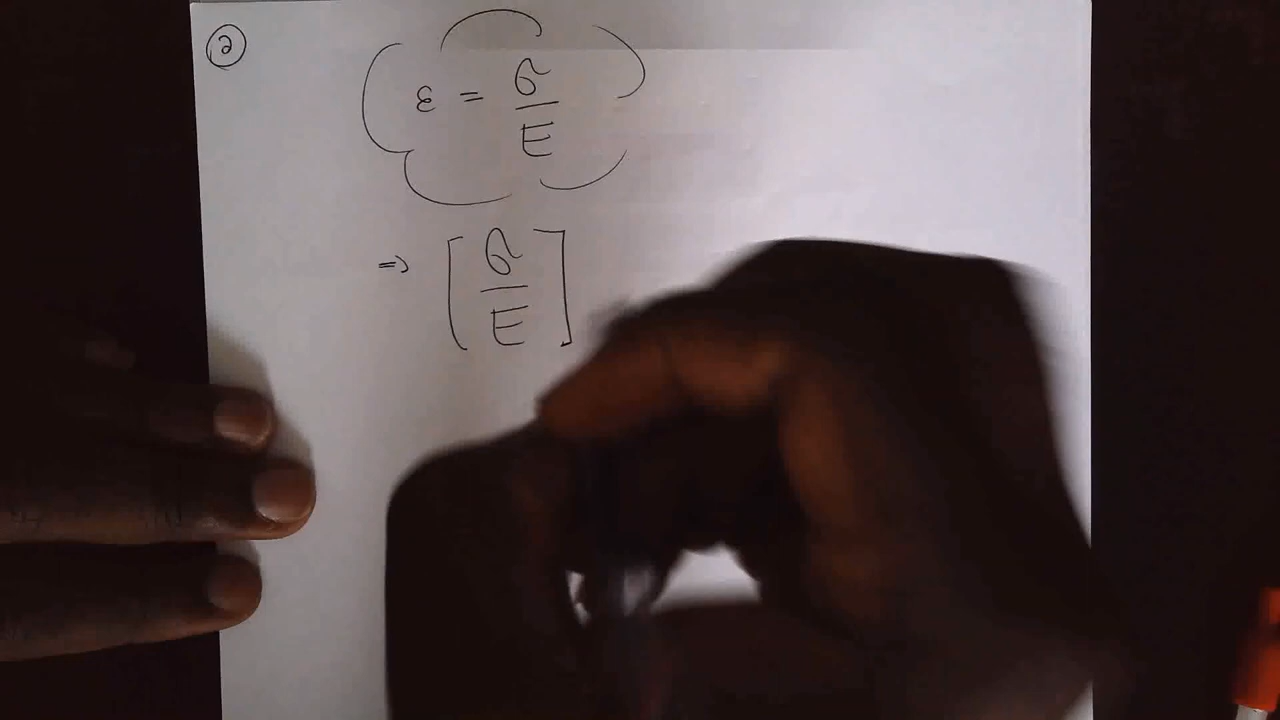 ②
ε = σ/E
⇒ [σ/E]